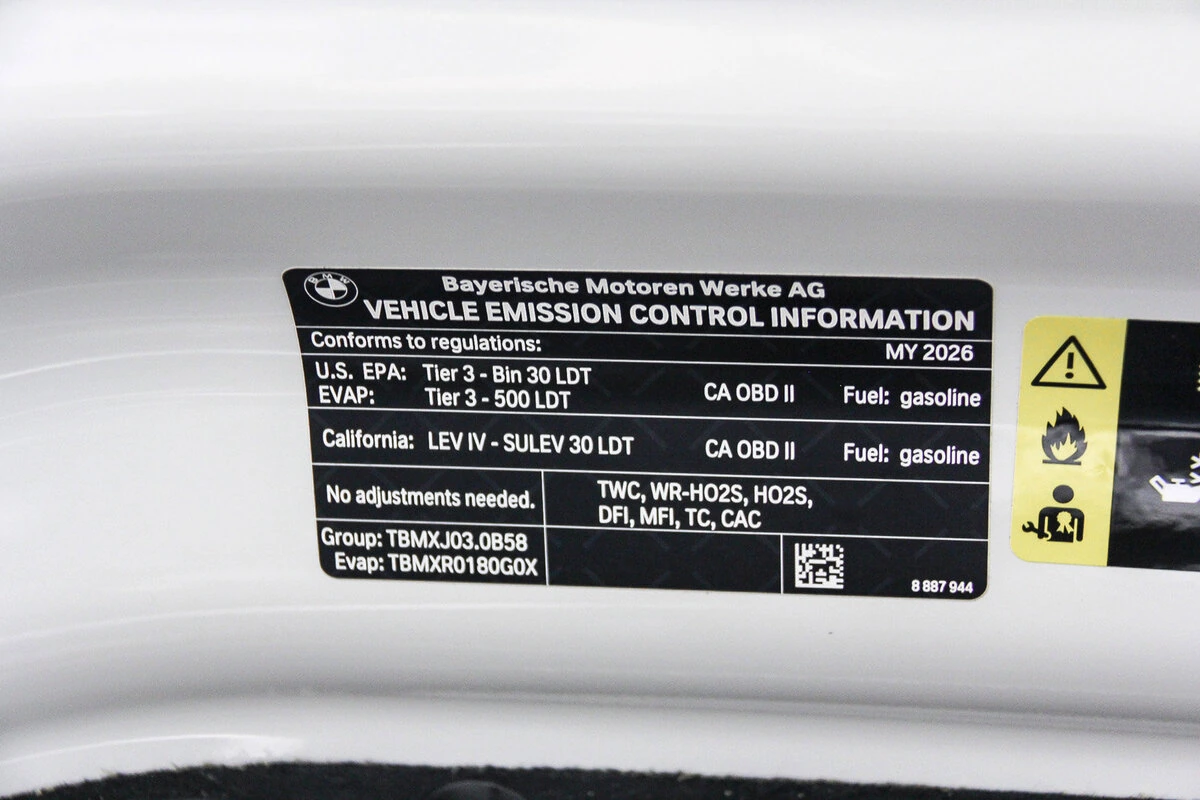 BMW
Bayerische Motoren Werke AG
VEHICLE EMISSION CONTROL INFORMATION
Conforms to regulations: MY 2026
U.S. EPA: Tier 3 - Bin 30 LDT
EVAP: Tier 3 - 500 LDT
CA OBD II Fuel: gasoline
California: LEV IV - SULEV 30 LDT CA OBD II Fuel: gasoline
No adjustments needed.
TWC, WR-HO2S, HO2S,
DFI, MFI, TC, CAC
Group: TBMXJ03.0B58
Evap: TBMXR0180G0X
8 887 944